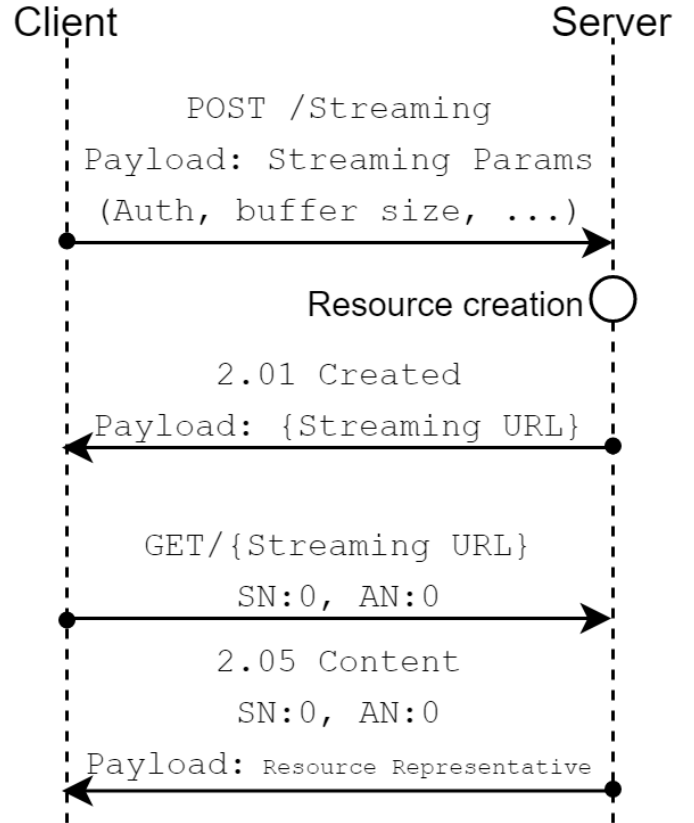 Client Server
POST /Streaming
Payload: Streaming Params
(Auth, buffer size, ...)
Resource creation
2.01 Created
Payload: {Streaming URL}
GET/{Streaming URL}
SN:0, AN:0
2.05 Content
SN:0, AN:0
Payload: Resource Representative